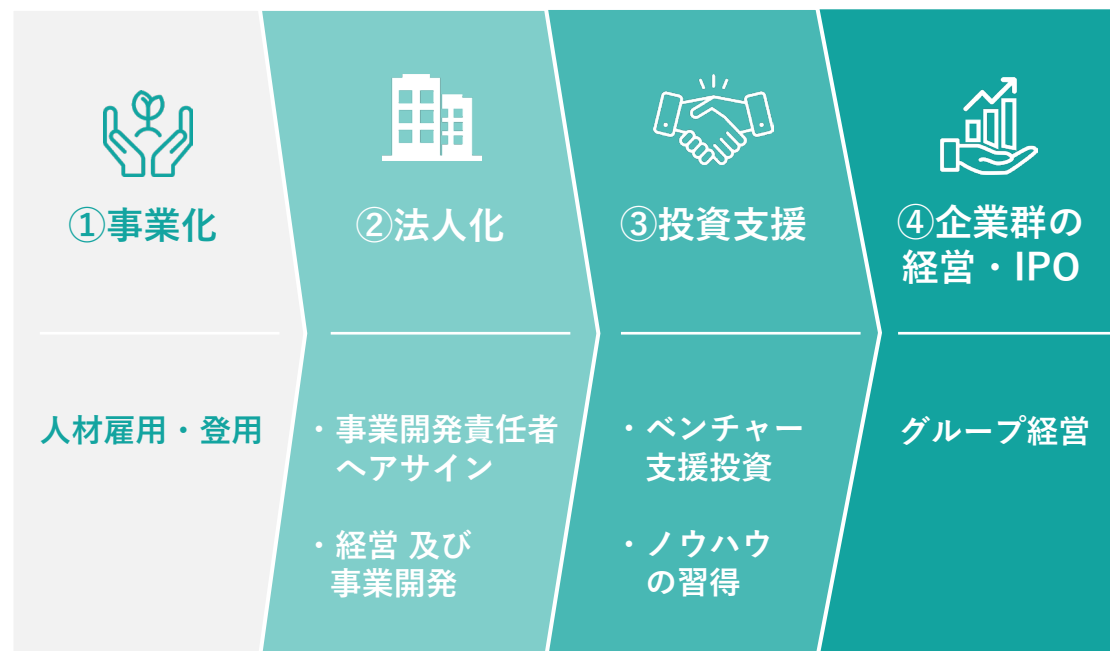 ①事業化
②法人化
③投資支援
④企業群の
経営・IPO
人材雇用・登用
・事業開発責任者
へアサイン
・経営 及び
事業開発
・ベンチャー
支援投資
・ノウハウ
の習得
グループ経営